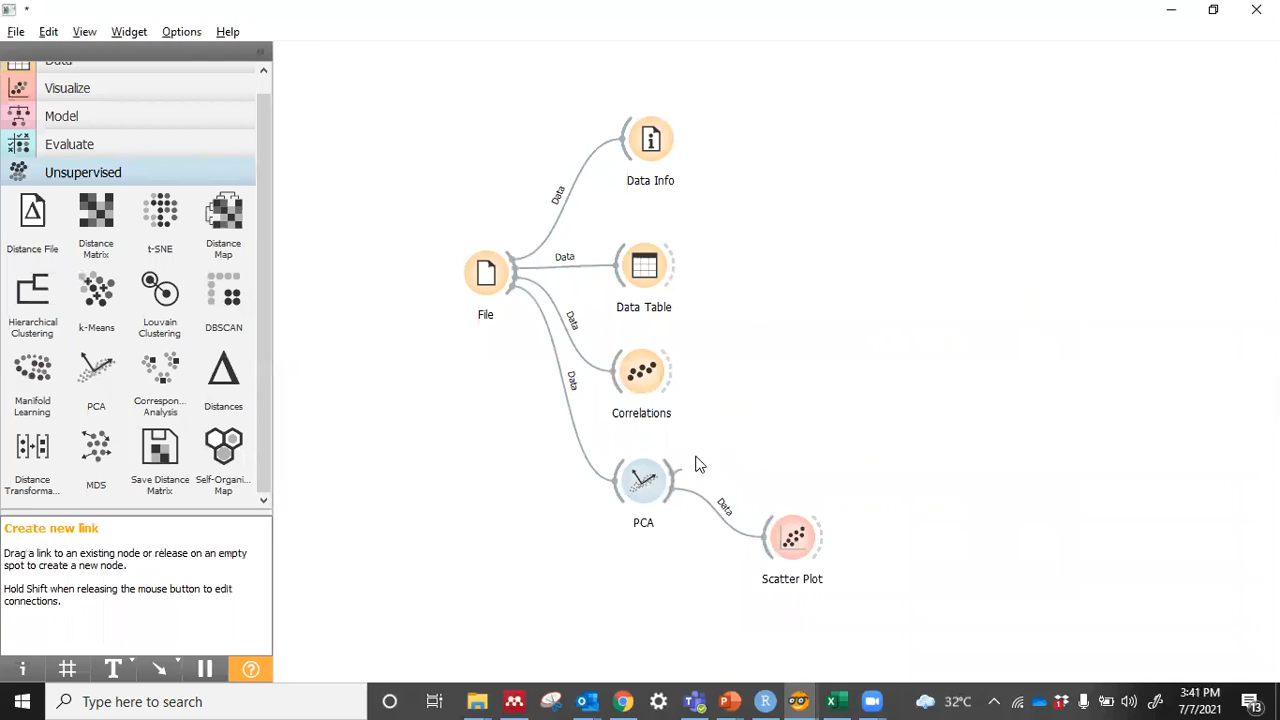 *
File Edit View Widget Options Help
Data
Visualize
Model
Evaluate
Unsupervised
Distance File
Distance
Matrix
t-SNE
Distance
Map
Hierarchical
Clustering
k-Means
Louvain
Clustering
DBSCAN
Manifold
Learning
PCA
Correspon...
Analysis
Distances
Distance
Transforma...
MDS
Save Distance
Matrix
Self-Organi...
Map
Create new link
Drag a link to an existing node or release on an empty
spot to create a new node.
Hold Shift when releasing the mouse button to edit
connections.
Data Info
Data
Data
Data Table
File
Data
Correlations
Data
PCA
Data
Scatter Plot
Type here to search
32°C
3:41 PM
7/7/2021
13